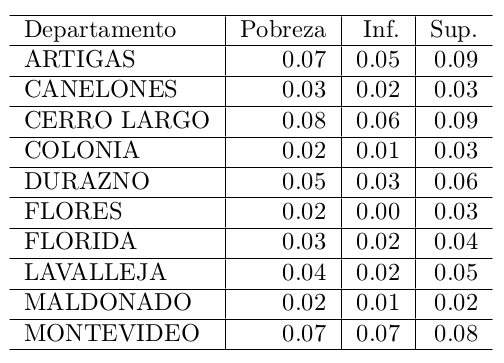 Departamento Pobreza Inf. Sup.
ARTIGAS 0.07 0.05 0.09
CANELONES 0.03 0.02 0.03
CERRO LARGO 0.08 0.06 0.09
COLONIA 0.02 0.01 0.03
DURAZNO 0.05 0.03 0.06
FLORES 0.02 0.00 0.03
FLORIDA 0.03 0.02 0.04
LAVALLEJA 0.04 0.02 0.05
MALDONADO 0.02 0.01 0.02
MONTEVIDEO 0.07 0.07 0.08